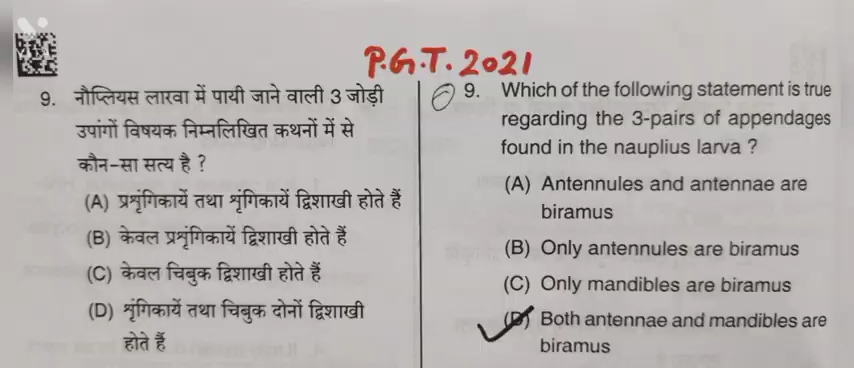 P.G.T. 2021
9. नौप्लियस लारवा में पायी जाने वाली 3 जोड़ी
उपांगों विषयक निम्नलिखित कथनों में से
कौन-सा सत्य है ?
(A) प्रशृंगिकायें तथा शृंगिकायें द्विशाखी होते हैं
(B) केवल प्रशृंगिकायें द्विशाखी होते हैं
(C) केवल चिबुक द्विशाखी होते हैं
(D) शृंगिकायें तथा चिबुक दोनों द्विशाखी
होते हैं
9. Which of the following statement is true
regarding the 3-pairs of appendages
found in the nauplius larva ?
(A) Antennules and antennae are
biramus
(B) Only antennules are biramus
(C) Only mandibles are biramus
(D) Both antennae and mandibles are
biramus